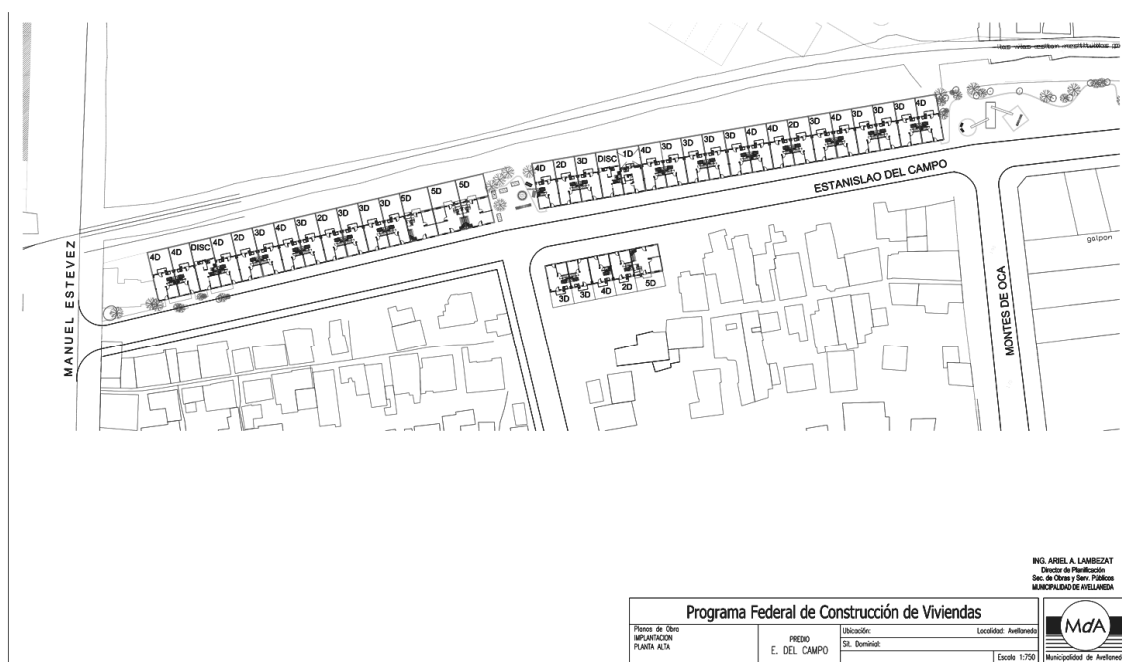 4D 2D 3D DISC 1D 4D 3D 3D 3D 3D 4D 4D 2D 3D 4D 3D 3D 3D 4D
4D 4D DISC 4D 2D 3D 4D 3D 2D 3D 3D 3D 5D 5D 5D
ESTANISLAO DEL CAMPO
MANUEL ESTEVEZ
galpon
3D 3D 4D 2D 5D
MONTES DE OCA
ING. ARIEL A. LAMBEZAT
Director de Planificación
Sec. de Obras y Serv. Públicos
MUNICIPALIDAD DE AVELLANEDA
Programa Federal de Construcción de Viviendas
Planos de Obra
IMPLANTACION
PLANTA ALTA
PREDIO
E. DEL CAMPO
Ubicación:
Localidad: Avellaneda
Sit. Dominial:
Escala 1:750
MdA
Municipalidad de Avellaneda